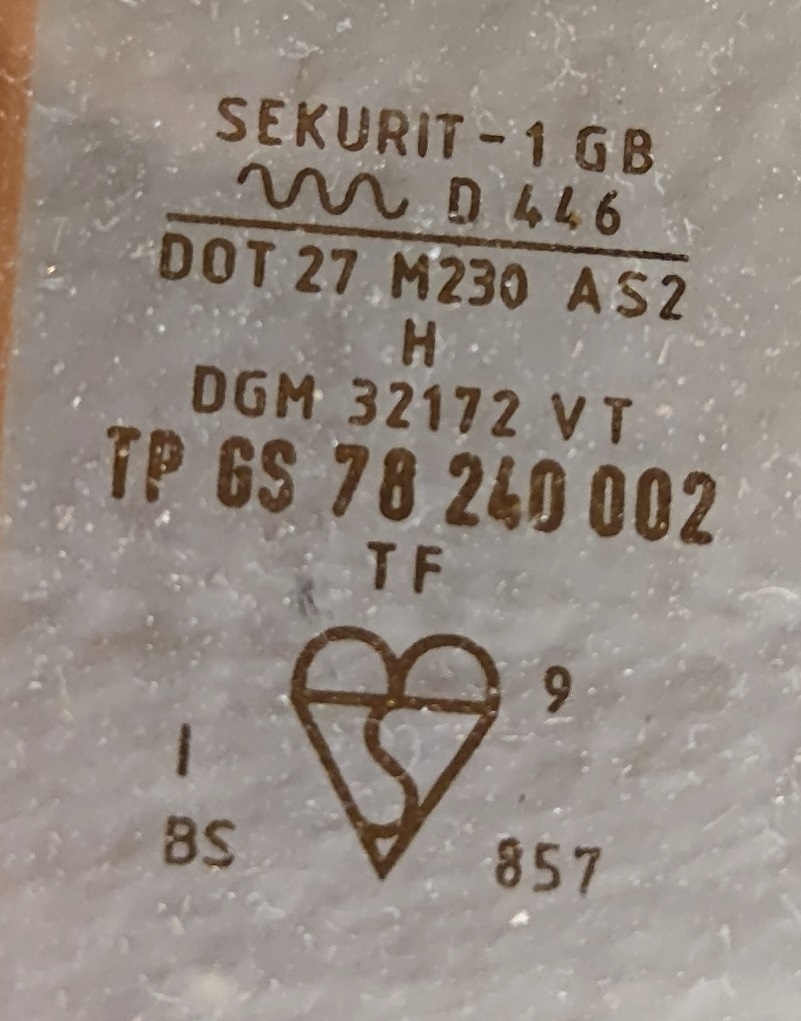 SEKURIT-1 GB
D 446
DOT 27 M230 AS2
H
DGM 32172 VT
TP GS 78 240 002
TF
9
I
BS 857